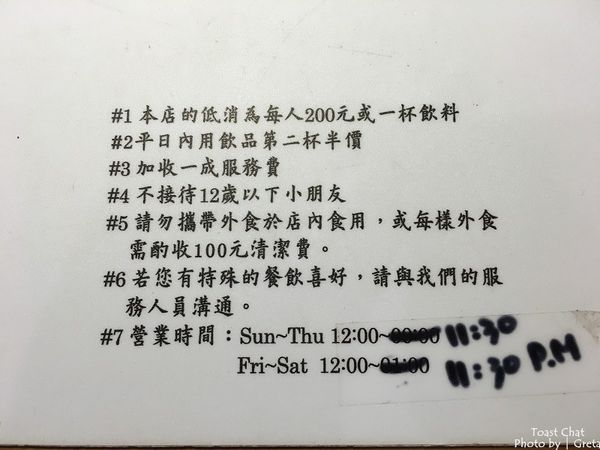 #1 本店的低消為每人200元或一杯飲料
#2平日內用飲品第二杯半價
#3 加收一成服務費
#4 不接待12歲以下小朋友
#5 請勿攜帶外食於店內食用，或每樣外食
需酌收100元清潔費。
#6 若您有特殊的餐飲喜好，請與我們的服
務人員溝通。
#7 營業時間：Sun~Thu 12:00~00:00 11:30
Fri~Sat 12:00~01:00 11:30 P.M
Toast Chat
Photo by | Greta